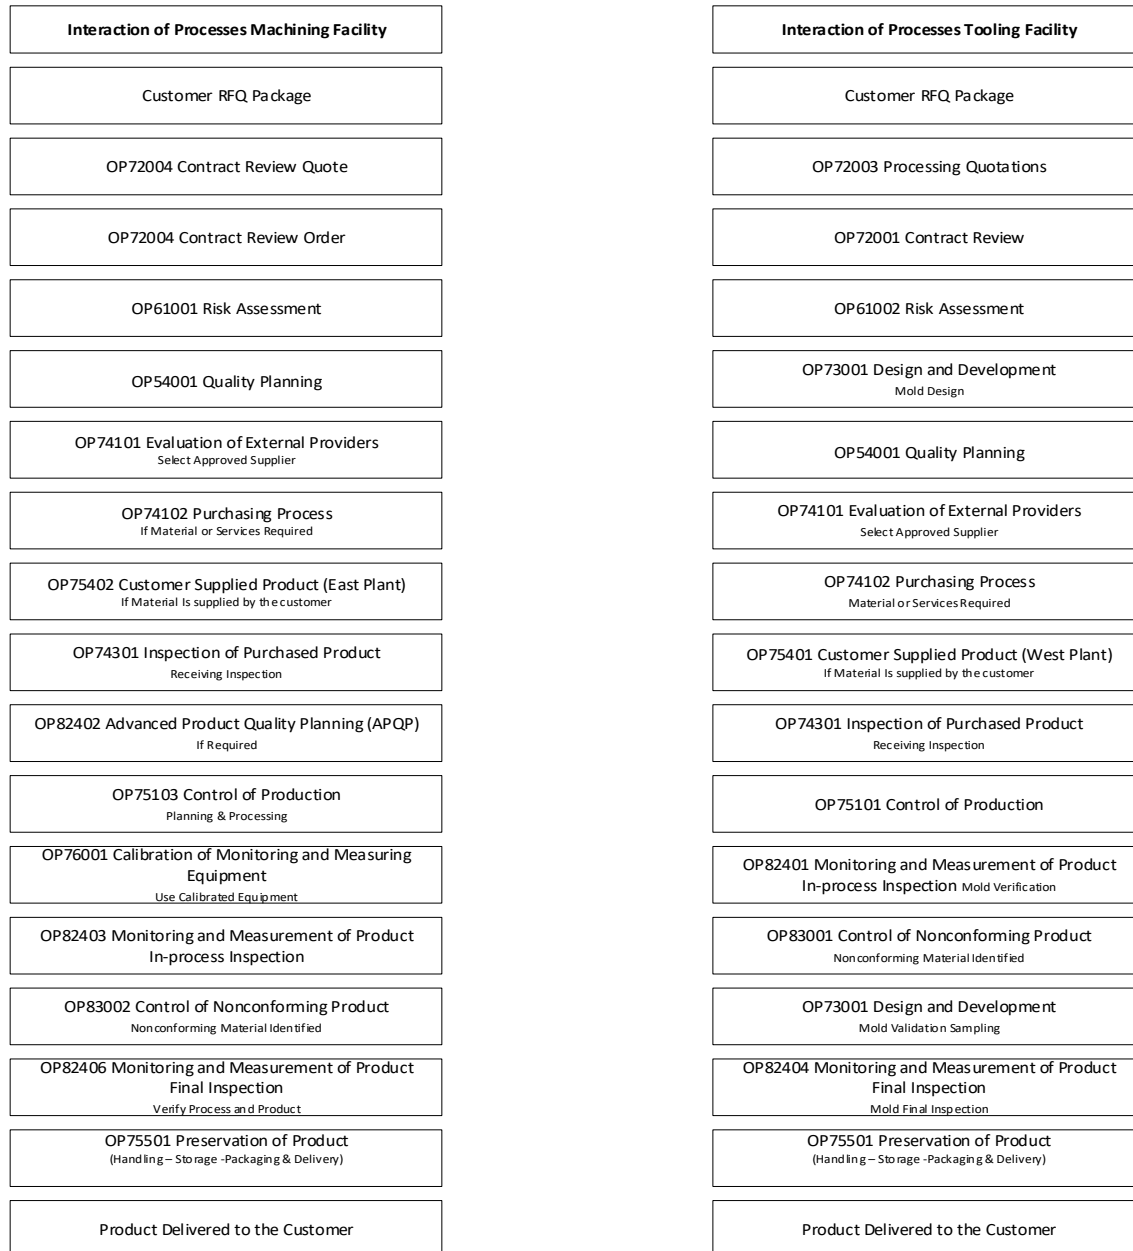 Interaction of Processes Machining Facility
Customer RFQ Package
OP72004 Contract Review Quote
OP72004 Contract Review Order
OP61001 Risk Assessment
OP54001 Quality Planning
OP74101 Evaluation of External Providers
Select Approved Supplier
OP74102 Purchasing Process
If Material or Services Required
OP75402 Customer Supplied Product (East Plant)
If Material Is supplied by the customer
OP74301 Inspection of Purchased Product
Receiving Inspection
OP82402 Advanced Product Quality Planning (APQP)
If Required
OP75103 Control of Production
Planning & Processing
OP76001 Calibration of Monitoring and Measuring
Equipment
Use Calibrated Equipment
OP82403 Monitoring and Measurement of Product
In-process Inspection
OP83002 Control of Nonconforming Product
Nonconforming Material Identified
OP82406 Monitoring and Measurement of Product
Final Inspection
Verify Process and Product
OP75501 Preservation of Product
(Handling – Storage -Packaging & Delivery)
Product Delivered to the Customer
Interaction of Processes Tooling Facility
Customer RFQ Package
OP72003 Processing Quotations
OP72001 Contract Review
OP61002 Risk Assessment
OP73001 Design and Development
Mold Design
OP54001 Quality Planning
OP74101 Evaluation of External Providers
Select Approved Supplier
OP74102 Purchasing Process
Material or Services Required
OP75401 Customer Supplied Product (West Plant)
If Material Is supplied by the customer
OP74301 Inspection of Purchased Product
Receiving Inspection
OP75101 Control of Production
OP82401 Monitoring and Measurement of Product
In-process Inspection Mold Verification
OP83001 Control of Nonconforming Product
Nonconforming Material Identified
OP73001 Design and Development
Mold Validation Sampling
OP82404 Monitoring and Measurement of Product
Final Inspection
Mold Final Inspection
OP75501 Preservation of Product
(Handling – Storage -Packaging & Delivery)
Product Delivered to the Customer